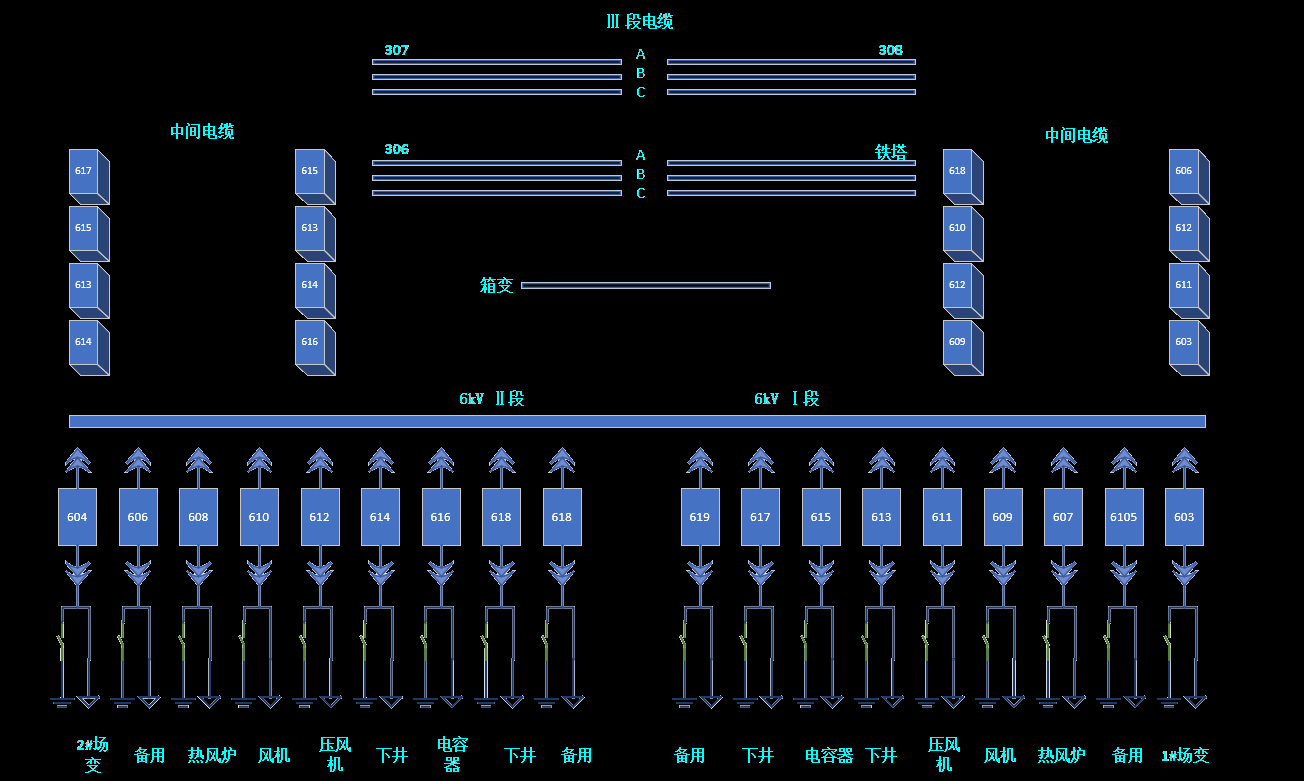 Ⅲ 段电缆
307
308
A
B
C
中间电缆
中间电缆
306
铁塔
A
B
C
617
615
618
606
615
613
610
612
613
614
612
611
箱变
614
616
609
603
6kV Ⅱ段
6kV Ⅰ段
604
606
608
610
612
614
616
618
618
619
617
615
613
611
609
607
6105
603
2#场
变
备用
热风炉
风机
压风
机
下井
电容
器
下井
备用
备用
下井
电容器
下井
压风
机
风机
热风炉
备用
1#场变